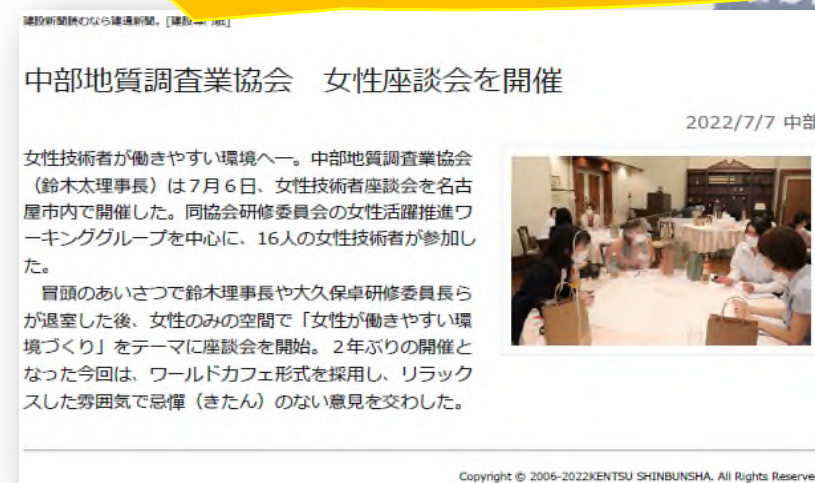 建設新聞読むなら建通新聞。[建設専門紙]
中部地質調査業協会　女性座談会を開催
2022/7/7 中部
女性技術者が働きやすい環境へ―。中部地質調査業協会
（鈴木太理事長）は７月６日、女性技術者座談会を名古
屋市内で開催した。同協会研修委員会の女性活躍推進ワ
ーキンググループを中心に、16人の女性技術者が参加し
た。
　冒頭のあいさつで鈴木理事長や大久保卓研修委員長ら
が退室した後、女性のみの空間で「女性が働きやすい環
境づくり」をテーマに座談会を開始。２年ぶりの開催と
なった今回は、ワールドカフェ形式を採用し、リラック
スした雰囲気で忌憚（きたん）のない意見を交わした。
Copyright © 2006-2022KENTSU SHINBUNSHA. All Rights Reserve